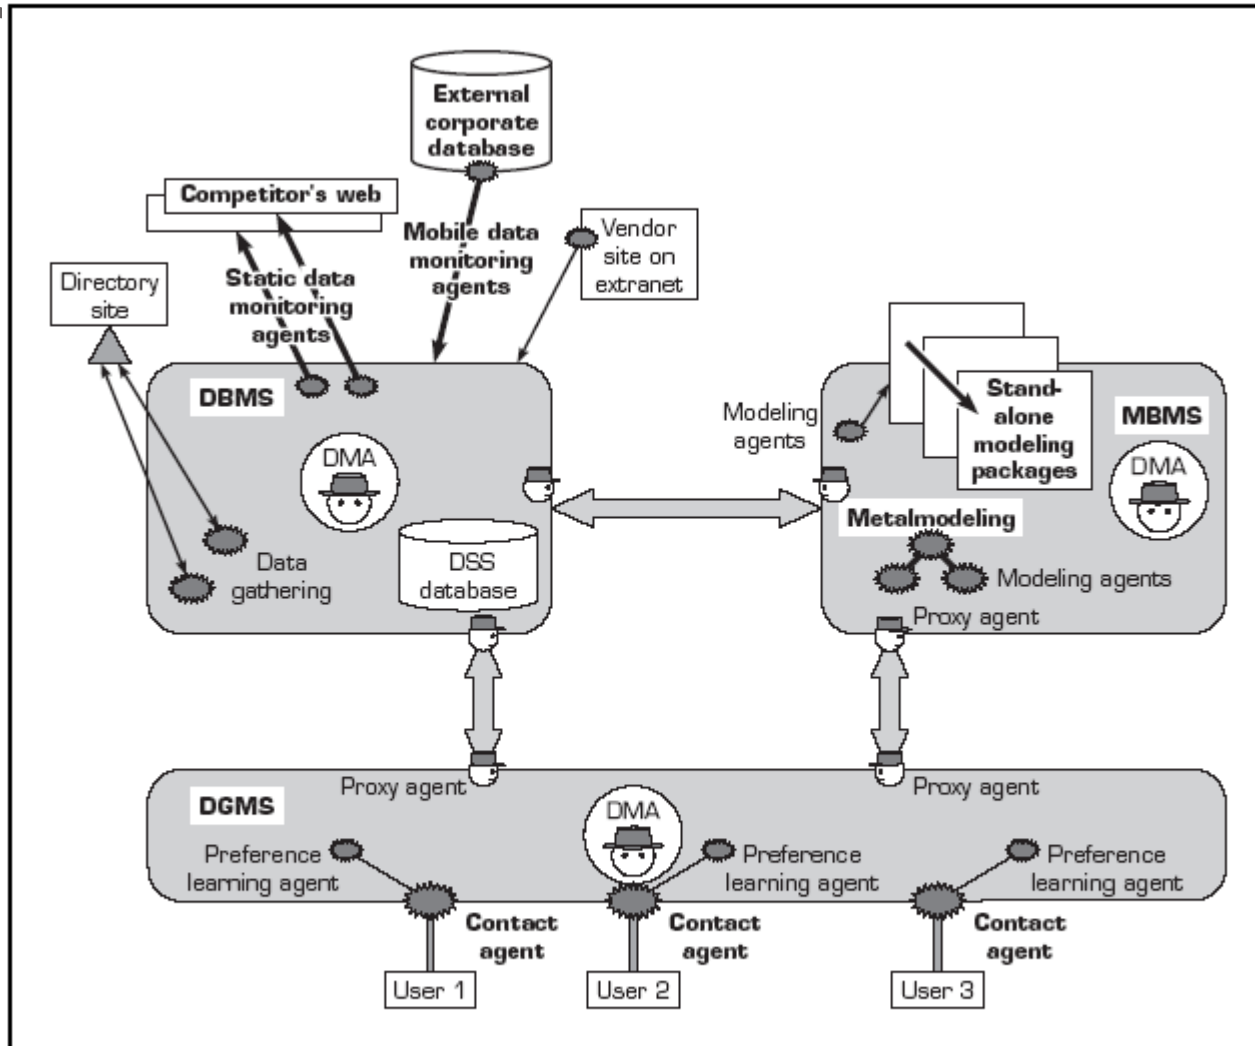 External
corporate
database
Competitor's web
Mobile data
monitoring
agents
Vendor
site on
extranet
Directory
site
Static data
monitoring
agents
DBMS
DMA
Data
gathering
DSS
database
Modeling
agents
Stand-
alone
modeling
packages
MBMS
DMA
Metalmodeling
Modeling agents
Proxy agent
Proxy agent
Proxy agent
DGMS
DMA
Preference
learning agent
Preference
learning agent
Preference
learning agent
Contact
agent
Contact
agent
Contact
agent
User 1
User 2
User 3